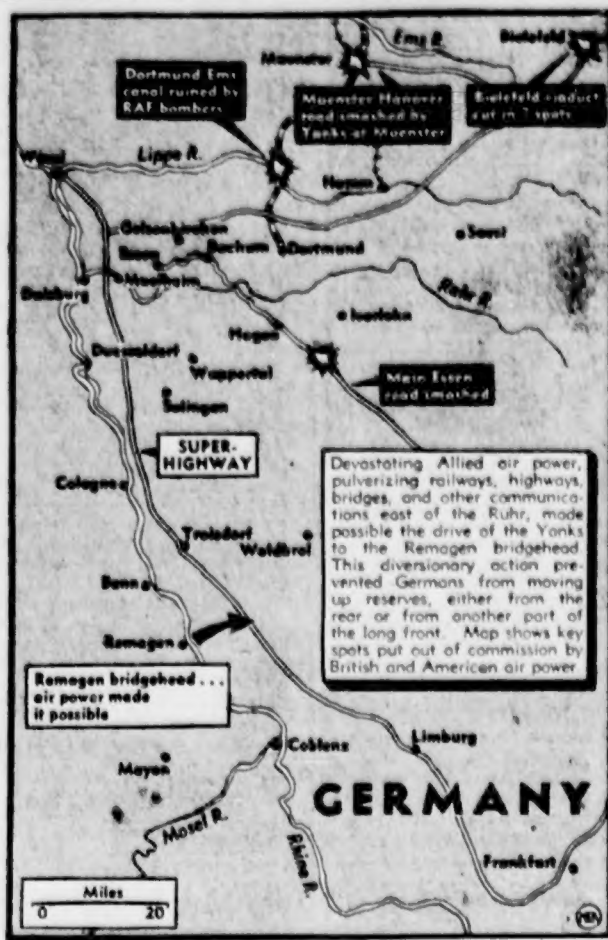 Ems R.
Bielefeld
Muenster
Dortmund Ems
canal ruined by
RAF bombers
Muenster Hanover
road smashed by
Yanks at Muenster
Bielefeld viaduct
cut in 2 spots
Wesel
Lippe R.
Hamm
Gelsenkirchen
Essen
Bochum
Dortmund
Soest
Duisburg
Muelheim
Ruhr R.
Iserlohn
Hagen
Duesseldorf
Wuppertal
Main Essen
road smashed
Solingen
SUPER-
HIGHWAY
Cologne
Devastating Allied air power,
pulverizing railways, highways,
bridges, and other communica-
tions east of the Ruhr, made
possible the drive of the Yanks
to the Remagen bridgehead.
This diversionary action pre-
vented Germans from moving
up reserves, either from the
rear or from another part of
the long front. Map shows key
spots put out of commission by
British and American air power
Troisdorf
Waldbrol
Bonn
Remagen
Remagen bridgehead...
air power made
it possible
Coblenz
Limburg
Mayen
GERMANY
Mosel R.
Rhine R.
Frankfurt
Miles
0 20